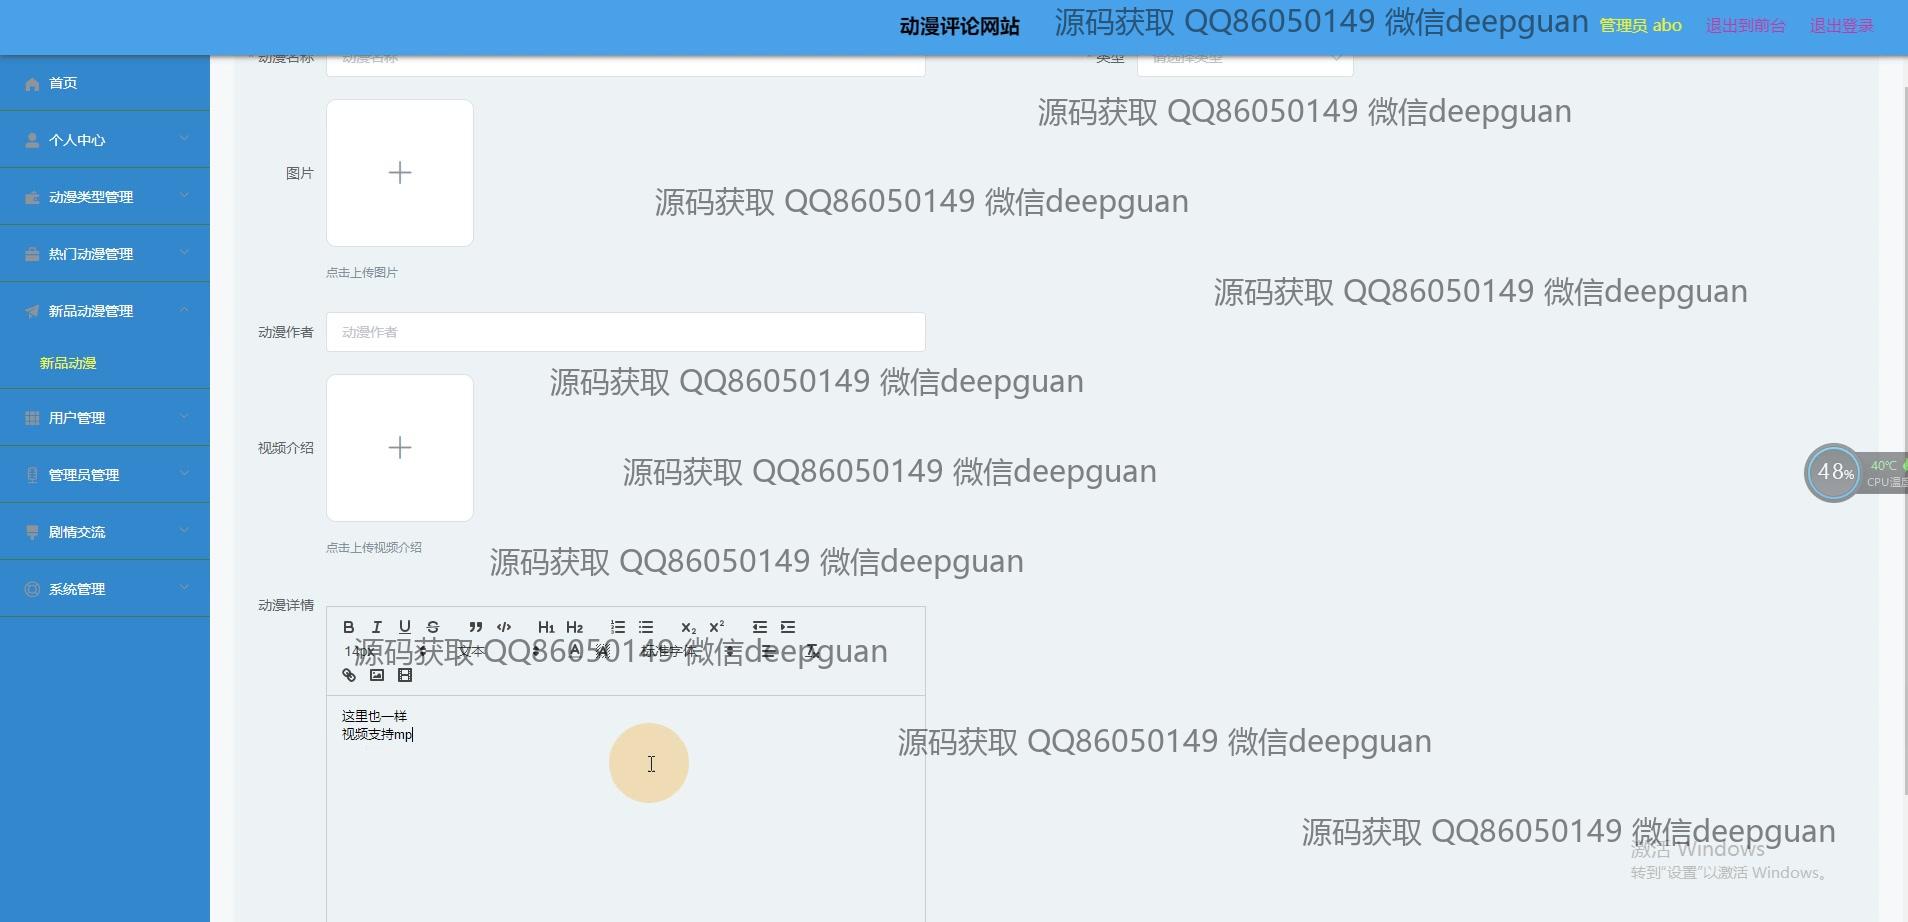 动漫评论网站
源码获取 QQ86050149 微信deepguan
管理员 abo
退出到前台
退出登录
首页
个人中心
动漫类型管理
热门动漫管理
新品动漫管理
新品动漫
用户管理
管理员管理
剧情交流
系统管理
* 动漫名称
动漫名称
* 类型
请选择类型
源码获取 QQ86050149 微信deepguan
图片
源码获取 QQ86050149 微信deepguan
点击上传图片
源码获取 QQ86050149 微信deepguan
动漫作者
动漫作者
源码获取 QQ86050149 微信deepguan
视频介绍
源码获取 QQ86050149 微信deepguan
48%
40℃
CPU温度
点击上传视频介绍
源码获取 QQ86050149 微信deepguan
动漫详情
B I U S H1 H2 X2 X2
14px 文本 A A 标准字体
源码获取 QQ86050149 微信deepguan
这里也一样
视频支持mp
源码获取 QQ86050149 微信deepguan
源码获取 QQ86050149 微信deepguan
激活 Windows
转到"设置"以激活 Windows。